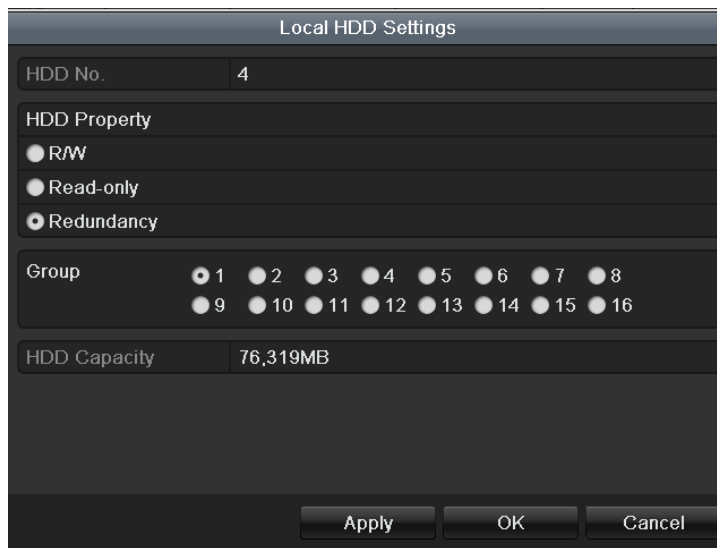 Local HDD Settings
HDD No. 4
HDD Property
R/W
Read-only
Redundancy
Group 1 2 3 4 5 6 7 8
9 10 11 12 13 14 15 16
HDD Capacity 76,319MB
Apply OK Cancel